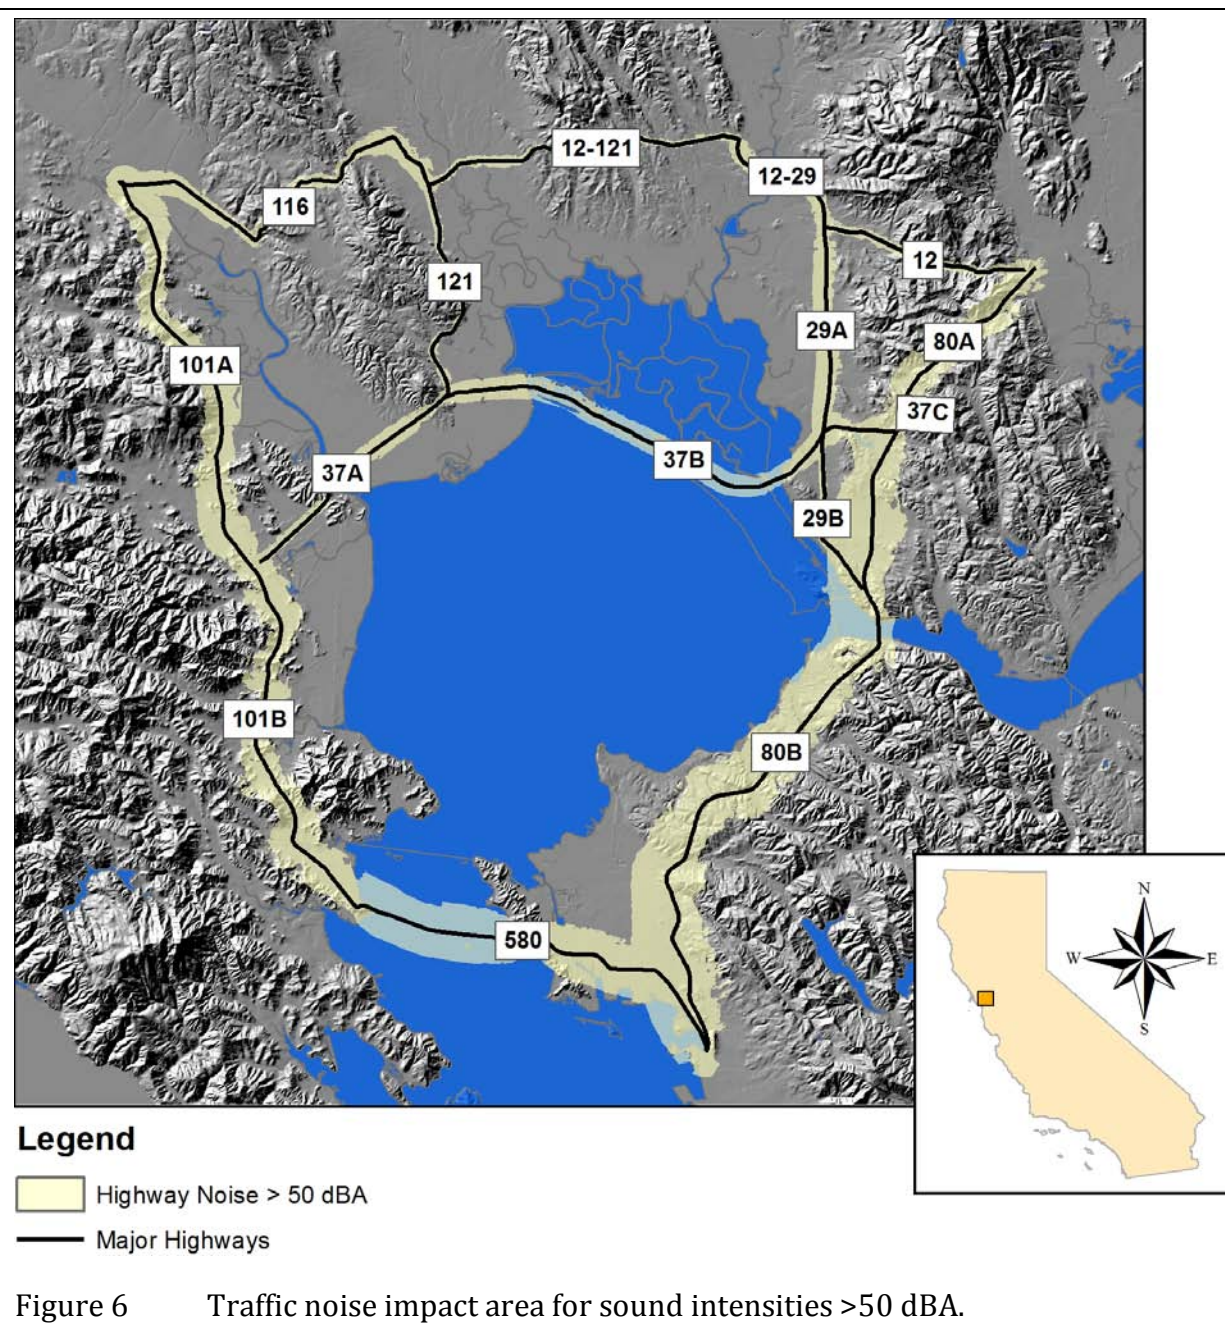 12-121
12-29
116
12
121
29A
80A
101A
37C
37B
37A
29B
101B
80B
580
N
W
E
S
Legend
Highway Noise > 50 dBA
Major Highways
Figure 6 Traffic noise impact area for sound intensities >50 dBA.